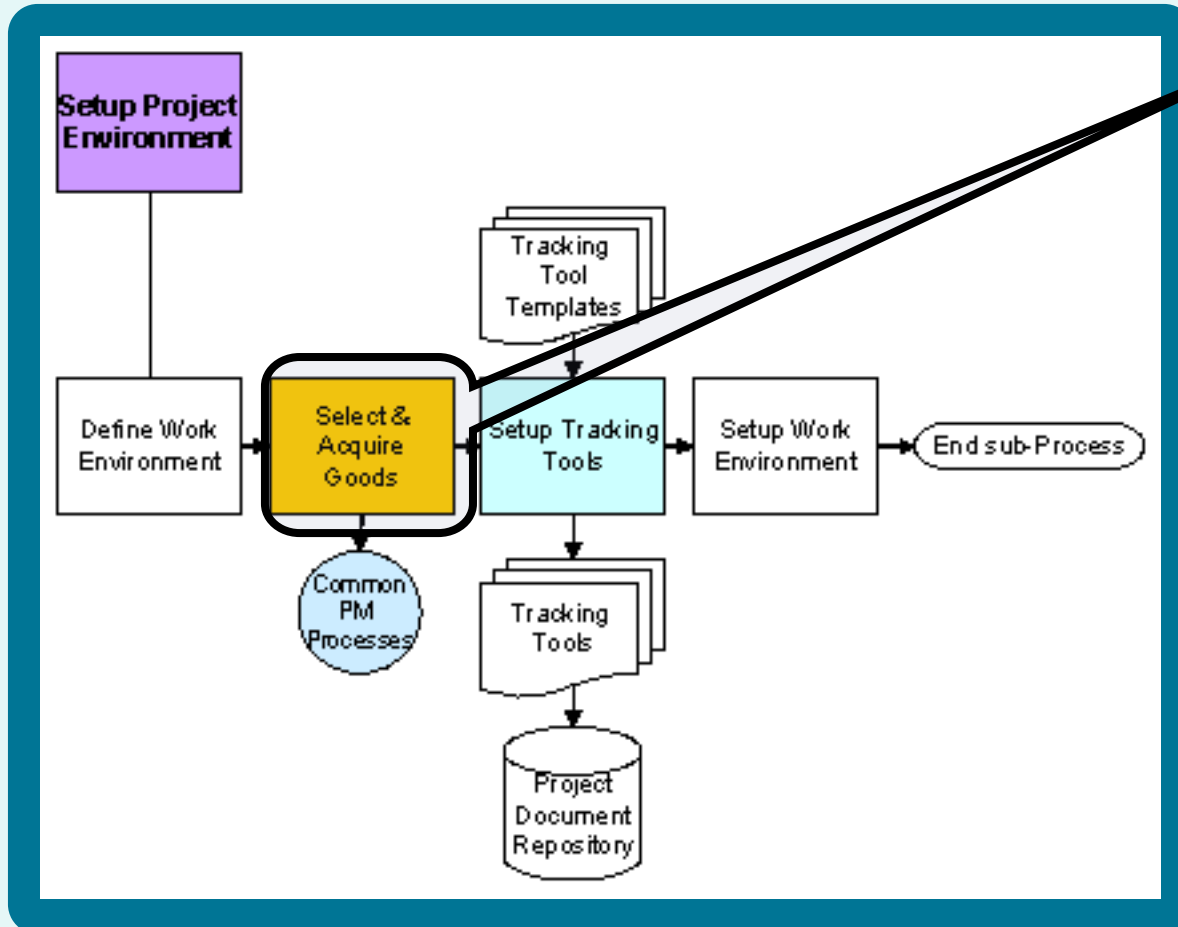 Setup Project
Environment
Tracking
Tool
Templates
Define Work
Environment
Select &
Acquire
Goods
Setup Tracking
Tools
Setup Work
Environment
End sub-Process
Common
PM
Processes
Tracking
Tools
Project
Document
Repository